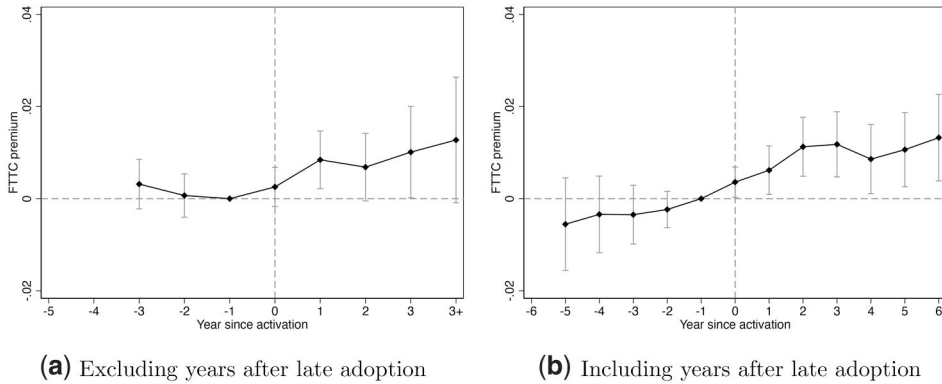 .04
.02
0
-.02
FTTC premium
-5 -4 -3 -2 -1 0 1 2 3 3+
Year since activation
(a) Excluding years after late adoption
.04
.02
0
-.02
FTTC premium
-6 -5 -4 -3 -2 -1 0 1 2 3 4 5 6
Year since activation
(b) Including years after late adoption